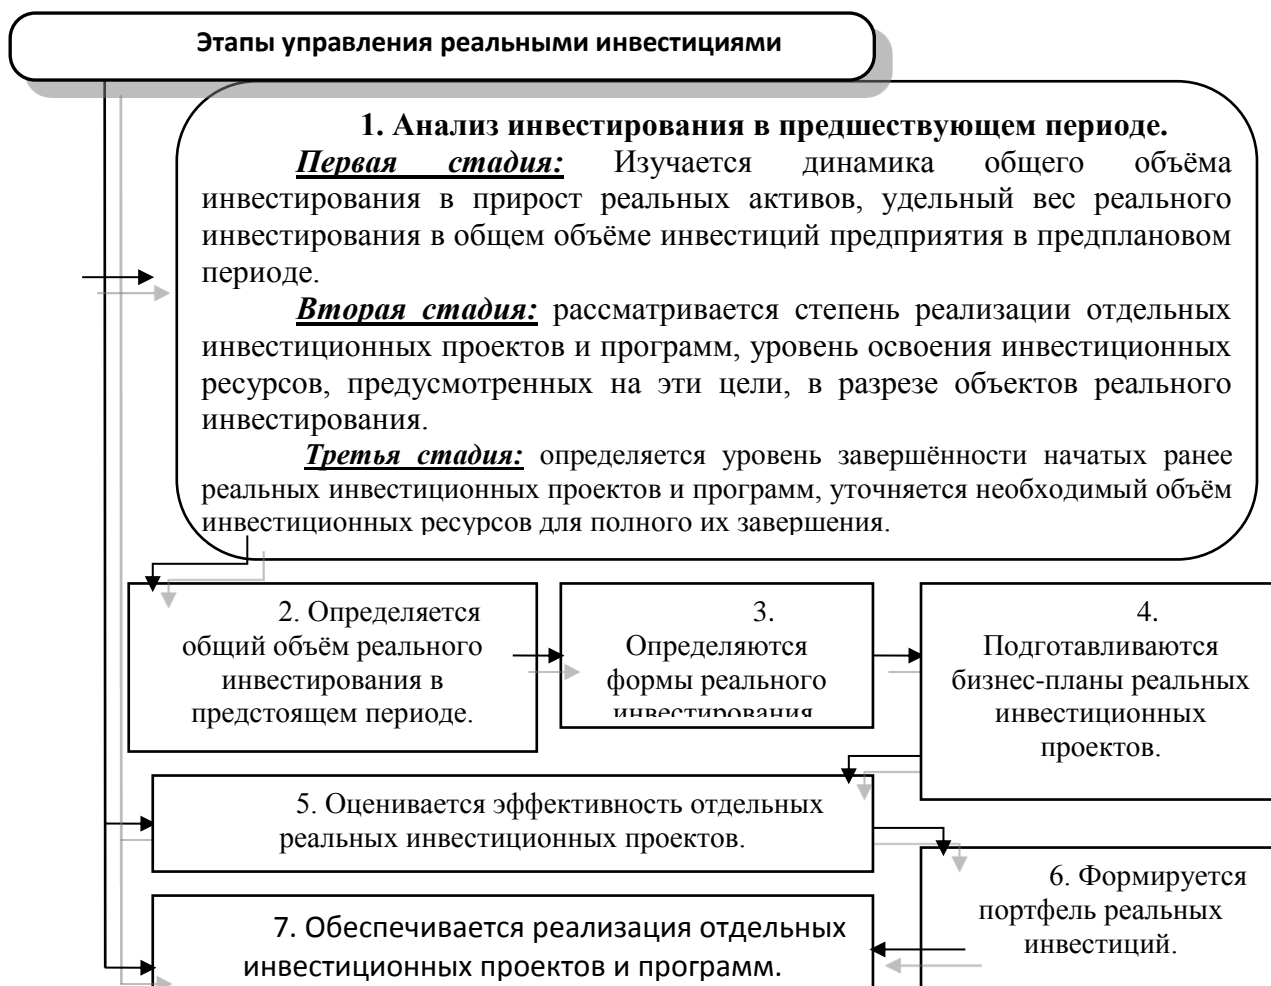 Этапы управления реальными инвестициями
1. Анализ инвестирования в предшествующем периоде.
Первая стадия: Изучается динамика общего объёма
инвестирования в прирост реальных активов, удельный вес реального
инвестирования в общем объёме инвестиций предприятия в предплановом
периоде.
Вторая стадия: рассматривается степень реализации отдельных
инвестиционных проектов и программ, уровень освоения инвестиционных
ресурсов, предусмотренных на эти цели, в разрезе объектов реального
инвестирования.
Третья стадия: определяется уровень завершённости начатых ранее
реальных инвестиционных проектов и программ, уточняется необходимый объём
инвестиционных ресурсов для полного их завершения.
2. Определяется
общий объём реального
инвестирования в
предстоящем периоде.
3.
Определяются
формы реального
инвестирования
4.
Подготавливаются
бизнес-планы реальных
инвестиционных
проектов.
5. Оценивается эффективность отдельных
реальных инвестиционных проектов.
6. Формируется
портфель реальных
инвестиций.
7. Обеспечивается реализация отдельных
инвестиционных проектов и программ.